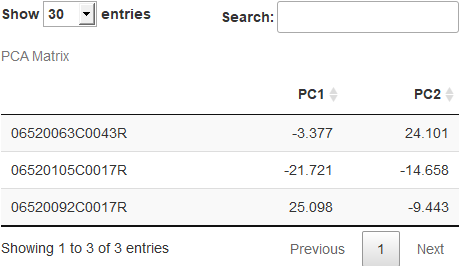 Show 30 entries Search:
PCA Matrix
PC1 PC2
06520063C0043R -3.377 24.101
06520105C0017R -21.721 -14.658
06520092C0017R 25.098 -9.443
Showing 1 to 3 of 3 entries Previous 1 Next